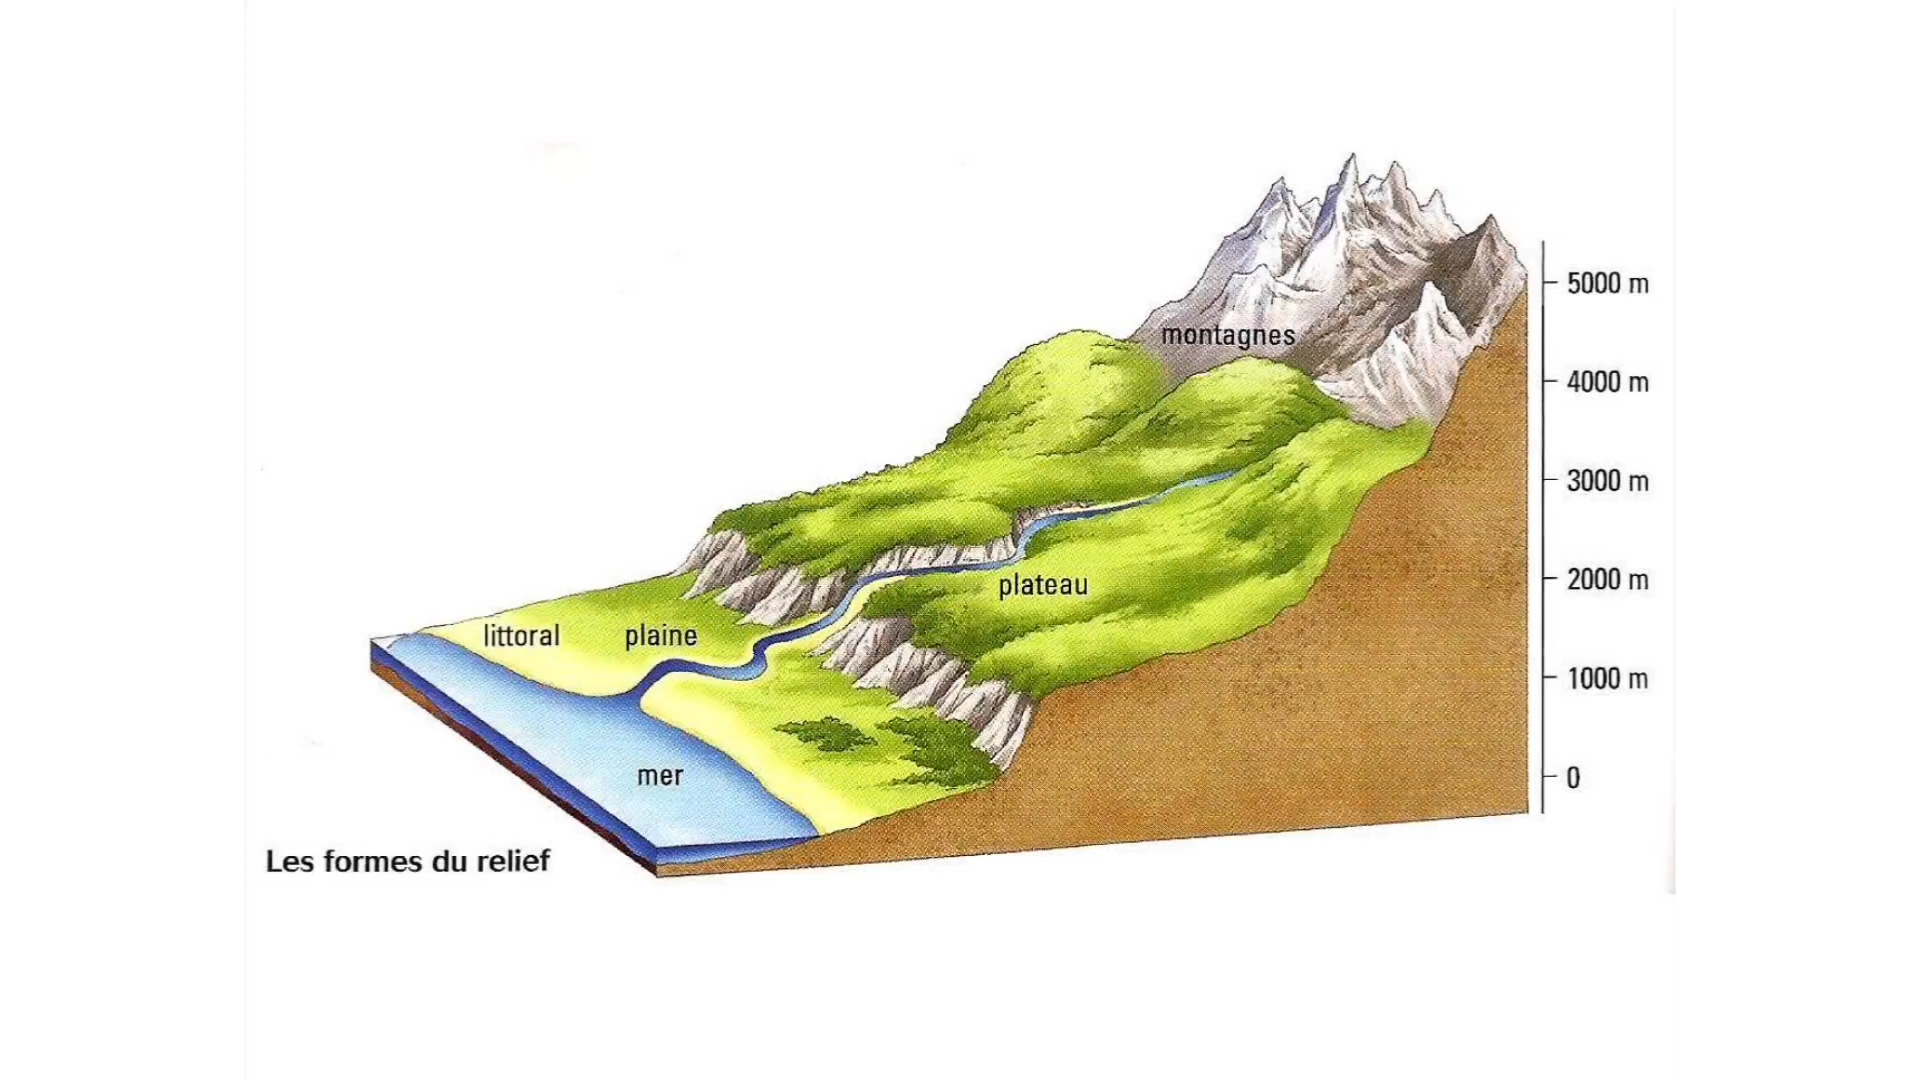 5000 m
montagnes
4000 m
3000 m
plateau
2000 m
littoral
plaine
1000 m
mer
0
Les formes du relief